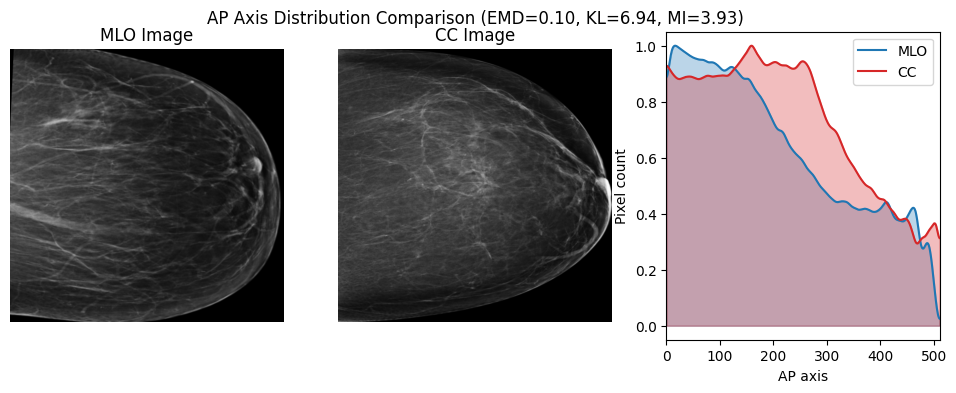 AP Axis Distribution Comparison (EMD=0.10, KL=6.94, MI=3.93)
MLO Image
CC Image
MLO
CC
Pixel count
1.0
0.8
0.6
0.4
0.2
0.0
0 100 200 300 400 500
AP axis